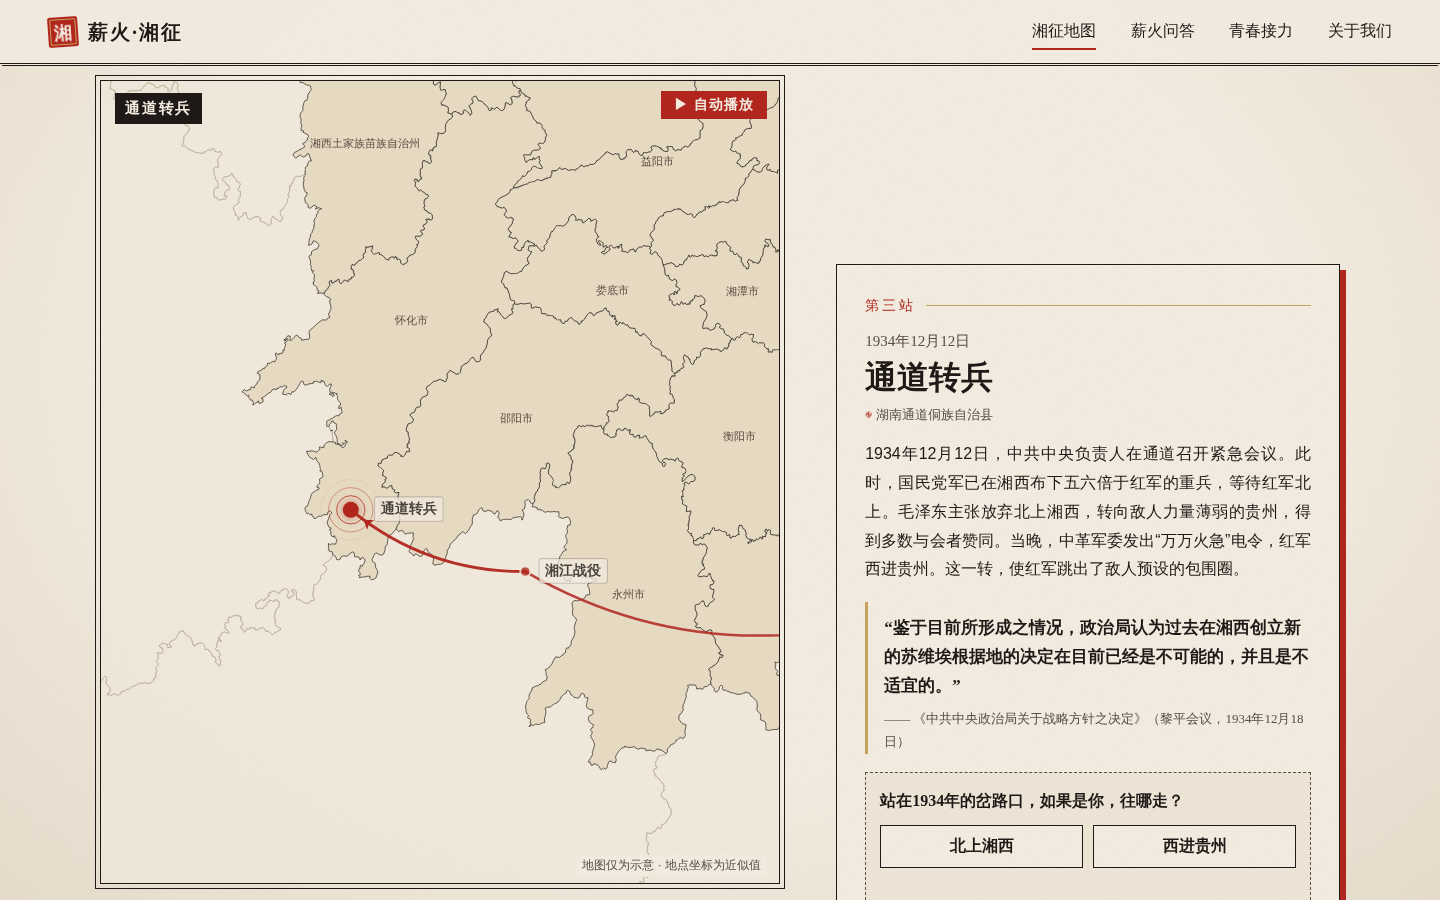 湘 薪火·湘征
湘征地图 薪火问答 青春接力 关于我们
通道转兵
▶ 自动播放
湘西土家族苗族自治州
益阳市
娄底市
湘潭市
怀化市
邵阳市
衡阳市
通道转兵
湘江战役
永州市
地图仅为示意 · 地点坐标为近似值
第三站
1934年12月12日
通道转兵
湖南通道侗族自治县
1934年12月12日，中共中央负责人在通道召开紧急会议。此
时，国民党军已在湘西布下五六倍于红军的重兵，等待红军北
上。毛泽东主张放弃北上湘西，转向敌人力量薄弱的贵州，得
到多数与会者赞同。当晚，中革军委发出“万万火急”电令，红军
西进贵州。这一转，使红军跳出了敌人预设的包围圈。
“鉴于目前所形成之情况，政治局认为过去在湘西创立新
的苏维埃根据地的决定在目前已经是不可能的，并且是不
适宜的。”
—— 《中共中央政治局关于战略方针之决定》（黎平会议，1934年12月18
日）
站在1934年的岔路口，如果是你，往哪走？
北上湘西
西进贵州